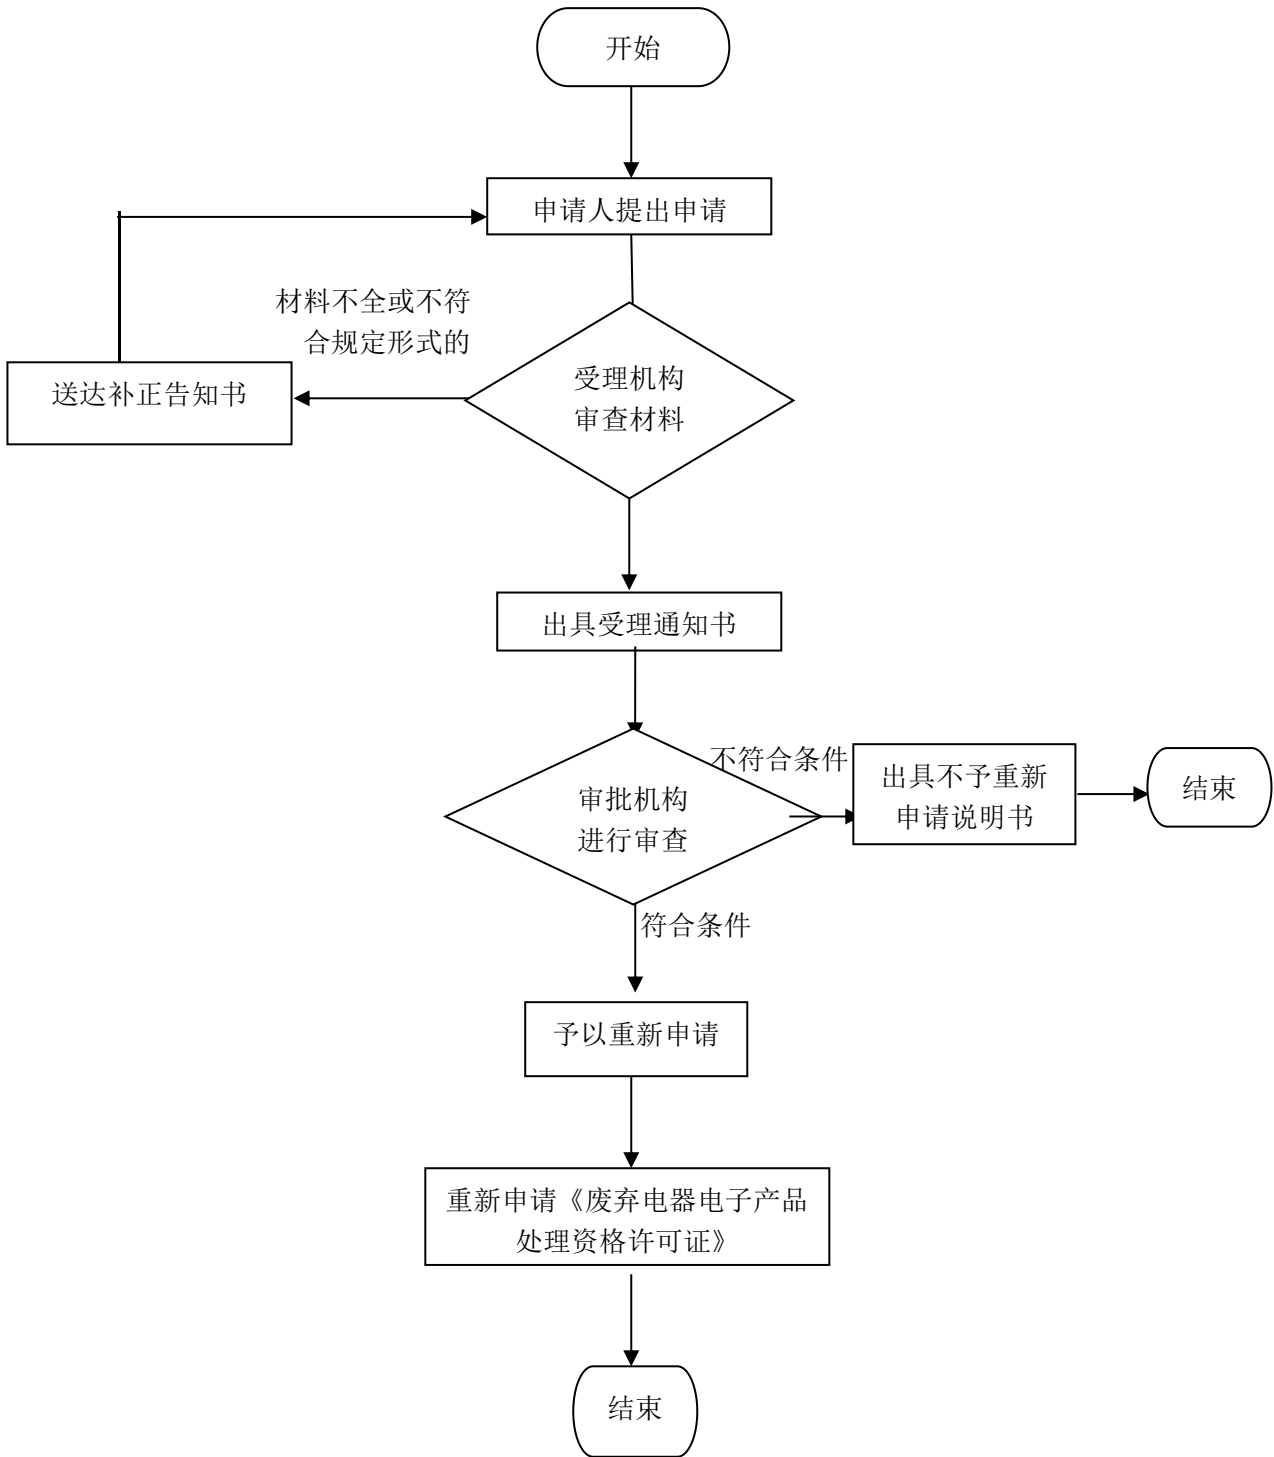 开始
申请人提出申请
材料不全或不符
合规定形式的
送达补正告知书
受理机构
审查材料
出具受理通知书
不符合条件
出具不予重新
申请说明书
结束
审批机构
进行审查
符合条件
予以重新申请
重新申请《废弃电器电子产品
处理资格许可证》
结束